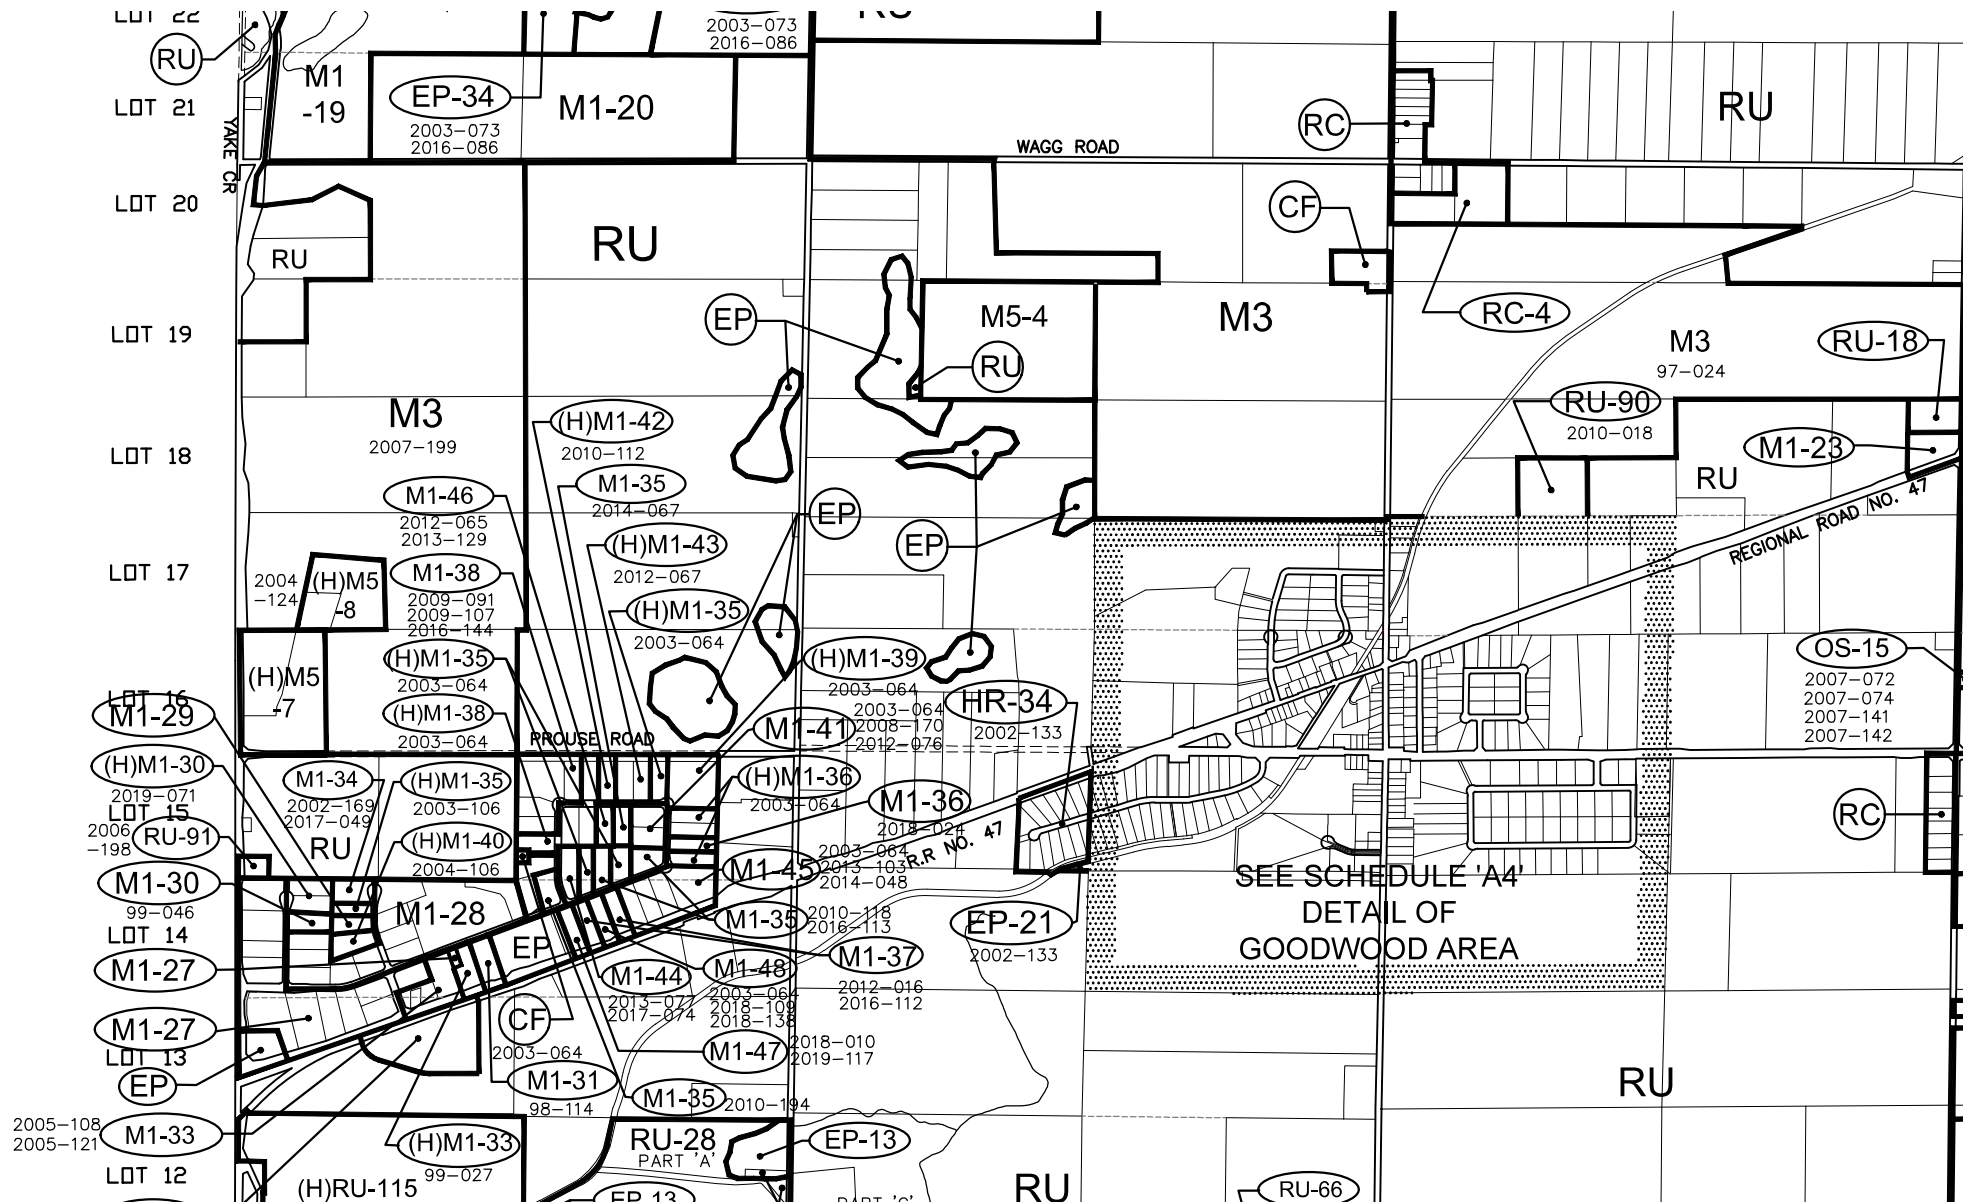 LOT 22
RU
2003-073
2016-086
RU
M1
-19
EP-34
2003-073
2016-086
M1-20
LOT 21
YAKE CR
RC
RU
WAGG ROAD
LOT 20
RU
RU
CF
EP
M5-4
RU
M3
RC-4
M3
97-024
RU-18
LOT 19
M3
2007-199
(H)M1-42
2010-112
RU-90
2010-018
M1-23
LOT 18
M1-46
2012-065
2013-129
M1-35
2014-067
EP
RU
REGIONAL ROAD NO. 47
(H)M1-43
2012-067
EP
LOT 17
2004
-124
(H)M5
-8
M1-38
2009-091
2009-107
2016-144
(H)M1-35
2003-064
(H)M1-35
2003-064
(H)M1-39
2003-064
OS-15
2007-072
2007-074
2007-141
2007-142
(H)M5
-7
LOT 16
M1-29
(H)M1-38
2003-064
PROUSE ROAD
M1-41
2003-064
2008-170
2012-076
HR-34
2002-133
(H)M1-30
2019-071
M1-34
2002-169
2017-049
(H)M1-35
2003-106
(H)M1-36
2003-064
M1-36
2018-024
LOT 15
2006
-198
RU-91
RU
(H)M1-40
2004-106
2003-064
2013-103
2014-048
R.R NO. 47
RC
M1-30
99-046
M1-28
M1-45
SEE SCHEDULE 'A4'
DETAIL OF
GOODWOOD AREA
LOT 14
EP
M1-35
2010-118
2016-113
EP-21
2002-133
M1-27
M1-44
2013-077
2017-074
M1-48
2003-064
2018-109
2018-138
M1-37
2012-016
2016-112
M1-27
CF
2003-064
M1-47
2018-010
2019-117
LOT 13
EP
M1-31
98-114
M1-35
2010-194
RU
2005-108
2005-121
M1-33
(H)M1-33
99-027
RU-28
PART 'A'
EP-13
LOT 12
(H)RU-115
EP-13
PART 'C'
RU
RU-66